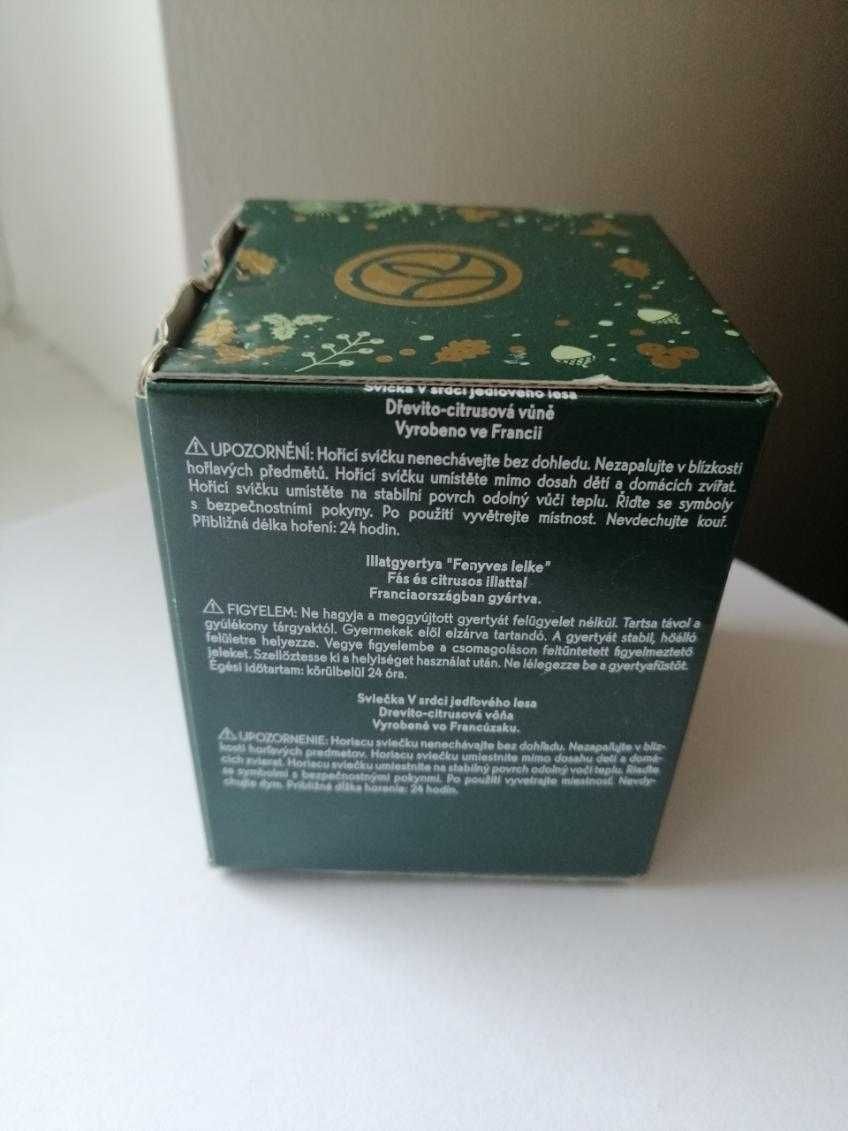 Svíčka V srdci jedlového lesa
Dřevito-citrusová vůně
Vyrobeno ve Francii
UPOZORNĚNÍ: Hořící svíčku nenechávejte bez dohledu. Nezapalujte v blízkosti
hořlavých předmětů. Hořící svíčku umístěte mimo dosah dětí a domácích zvířat.
Hořící svíčku umístěte na stabilní povrch odolný vůči teplu. Řiďte se symboly
s bezpečnostními pokyny. Po použití vyvětrejte místnost. Nevdechujte kouř.
Přibližná délka hoření: 24 hodin.
Illatgyertya "Fenyves lelke"
Fás és citrusos illattal
Franciaországban gyártva.
FIGYELEM: Ne hagyja a meggyújtott gyertyát felügyelet nélkül. Tartsa távol a
gyúlékony tárgyaktól. Gyermekek elől elzárva tartandó. A gyertyát stabil, hőálló
felületre helyezze. Vegye figyelembe a csomagoláson feltüntetett figyelmeztető
jeleket. Szellőztesse ki a helyiséget használat után. Ne lélegezze be a gyertyafüstöt.
Égési időtartam: körülbelül 24 óra.
Sviečka V srdci jedľového lesa
Drevito-citrusová vôňa
Vyrobené vo Francúzsku.
UPOZORNENIE: Horiacu sviečku nenechávajte bez dohľadu. Nezapaľujte v blíz-
kosti horľavých predmetov. Horiacu sviečku umiestnite mimo dosahu detí a domá-
cich zvierat. Horiacu sviečku umiestnite na stabilný povrch odolný voči teplu. Riaďte
sa symbolmi s bezpečnostnými pokynmi. Po použití vyvetrajte miestnosť. Nevdy-
chujte dym. Približná dĺžka horenia: 24 hodín.